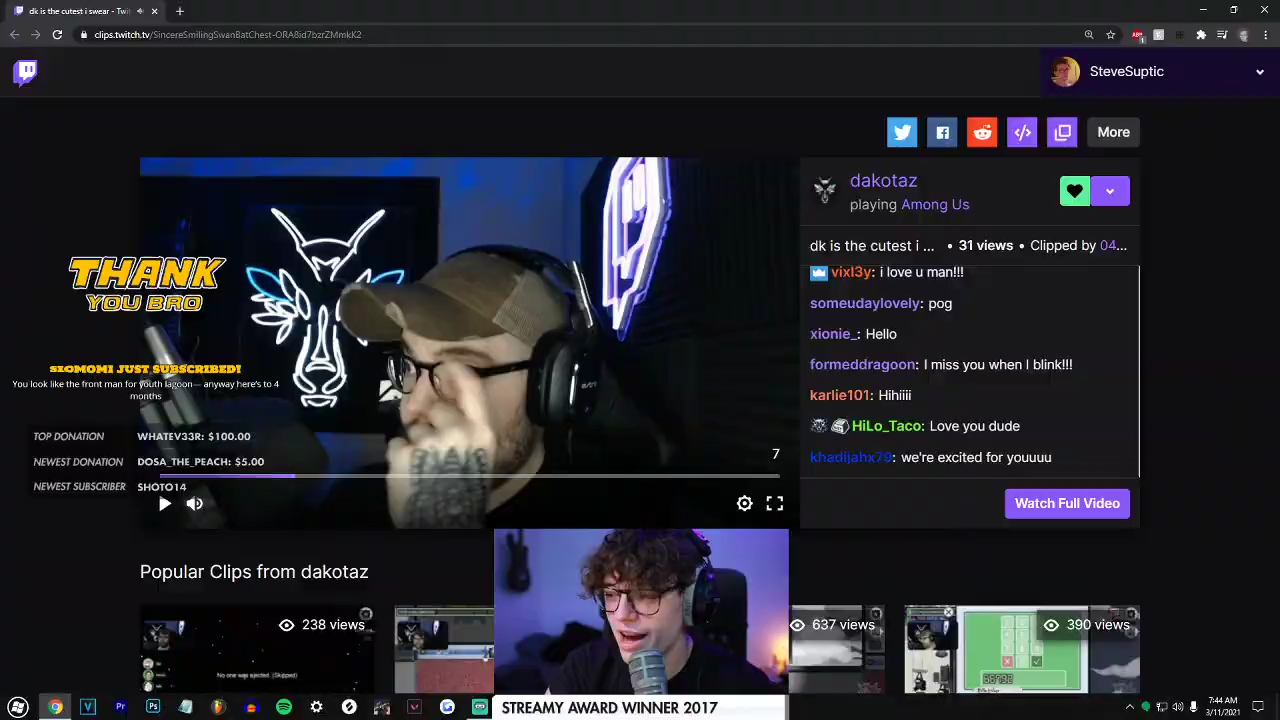 dk is the cutest i swear - Twi
clips.twitch.tv/SincereSmilingSwanBatChest-ORA8id7bzrZMmkK2
SteveSuptic
More
dakotaz
playing Among Us
dk is the cutest i ... • 31 views • Clipped by 04...
vixl3y: i love u man!!!
someudaylovely: pog
xionie_: Hello
formeddragoon: I miss you when I blink!!!
karlie101: Hihiiii
HiLo_Taco: Love you dude
khadijahx79: we're excited for youuuu
Watch Full Video
THANK
YOU BRO
S1OMOM1 JUST SUBSCRIBED!
You look like the front man for youth lagoon— anyway here's to 4
months
TOP DONATION WHATEV33R: $100.00
NEWEST DONATION DOSA_THE_PEACH: $5.00
NEWEST SUBSCRIBER SHOTO14
7
Popular Clips from dakotaz
238 views
637 views
390 views
No one was ejected. (Skipped)
STREAMY AWARD WINNER 2017
7:44 AM
3/11/2021